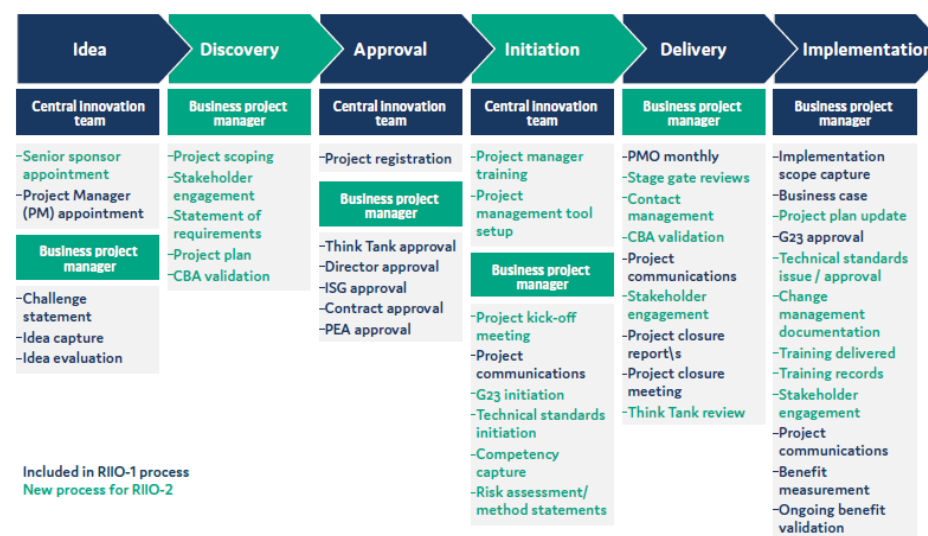 Idea
Discovery
Approval
Initiation
Delivery
Implementation
Central innovation
team
-Senior sponsor
appointment
-Project Manager
(PM) appointment
Business project
manager
-Challenge
statement
-Idea capture
-Idea evaluation
Business project
manager
-Project scoping
-Stakeholder
engagement
-Statement of
requirements
-Project plan
-CBA validation
Central innovation
team
-Project registration
Business project
manager
-Think Tank approval
-Director approval
-ISG approval
-Contract approval
-PEA approval
Central innovation
team
-Project manager
training
-Project
management tool
setup
Business project
manager
-Project kick-off
meeting
-Project
communications
-G23 initiation
-Technical standards
initiation
-Competency
capture
-Risk assessment/
method statements
Business project
manager
-PMO monthly
-Stage gate reviews
-Contact
management
-CBA validation
-Project
communications
-Stakeholder
engagement
-Project closure
report\s
-Project closure
meeting
-Think Tank review
Business project
manager
-Implementation
scope capture
-Business case
-Project plan update
-G23 approval
-Technical standards
issue / approval
-Change
management
documentation
-Training delivered
-Training records
-Stakeholder
engagement
-Project
communications
-Benefit
measurement
-Ongoing benefit
validation
Included in RIIO-1 process
New process for RIIO-2